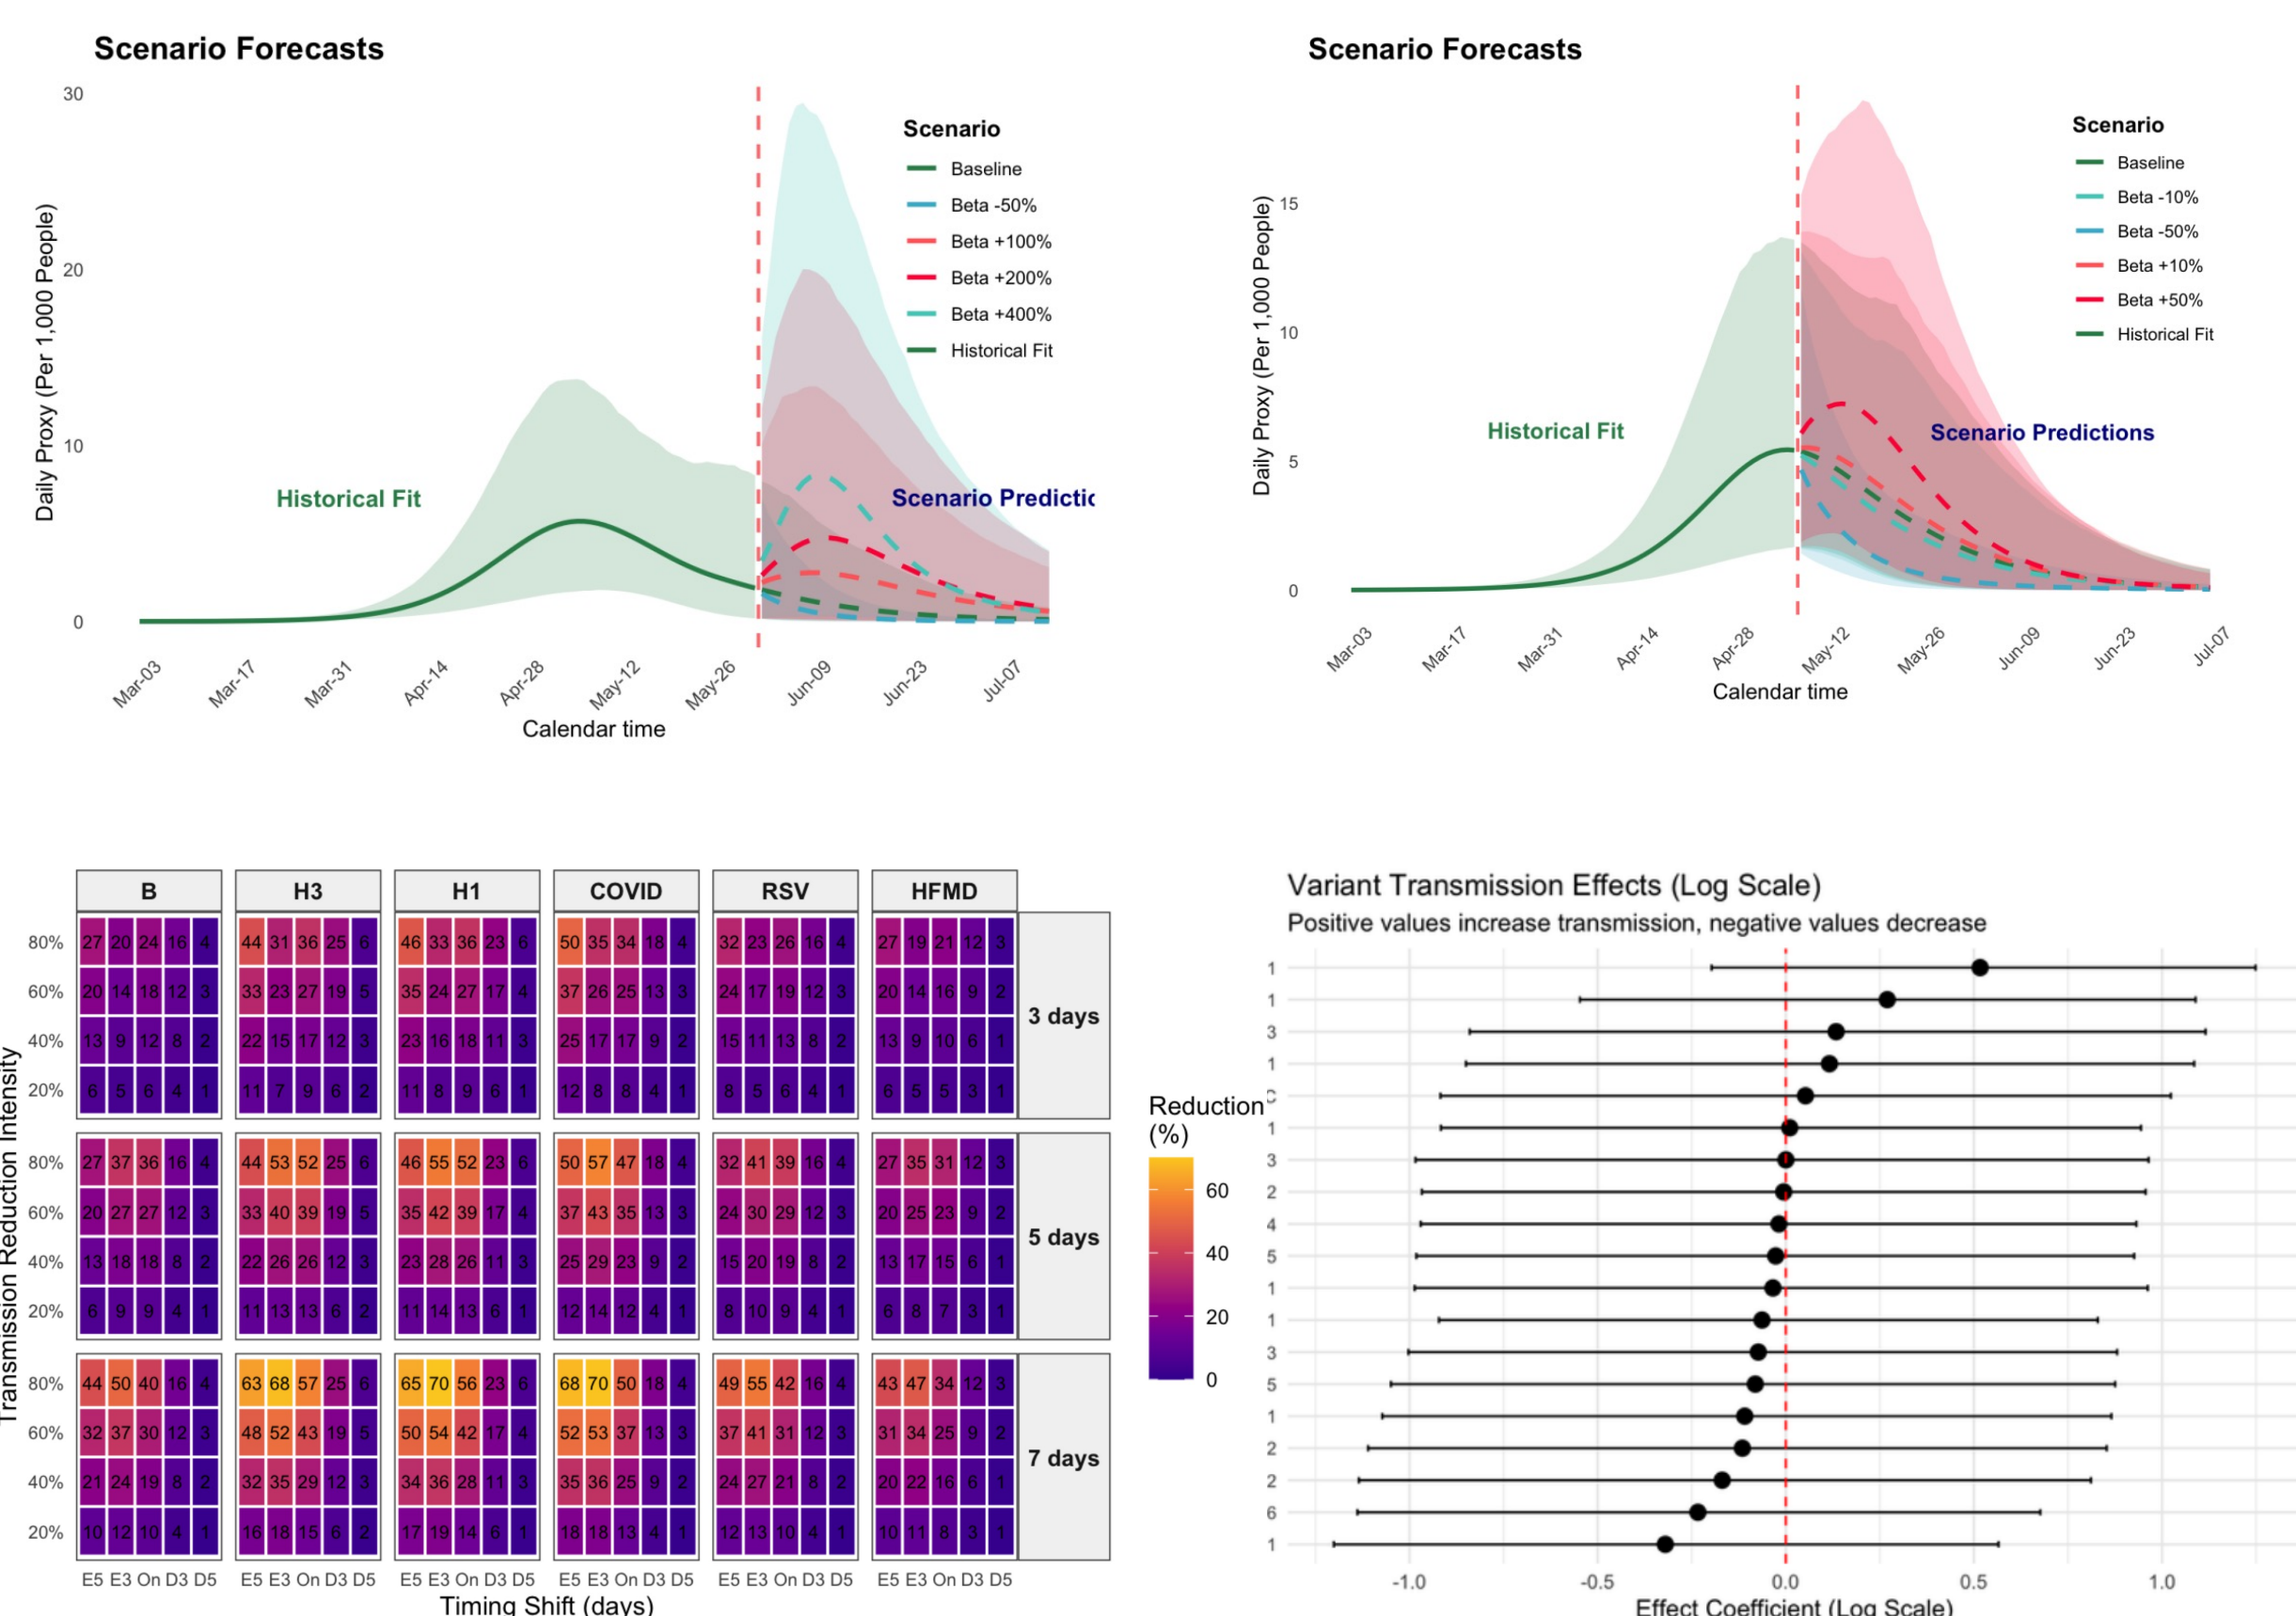 Scenario Forecasts
30
20
10
0
Daily Proxy (Per 1,000 People)
Historical Fit
Scenario Predictic
Scenario
Baseline
Beta -50%
Beta +100%
Beta +200%
Beta +400%
Historical Fit
Mar-03 Mar-17 Mar-31 Apr-14 Apr-28 May-12 May-26 Jun-09 Jun-23 Jul-07
Calendar time
Scenario Forecasts
15
10
5
0
Daily Proxy (Per 1,000 People)
Historical Fit
Scenario Predictions
Scenario
Baseline
Beta -10%
Beta -50%
Beta +10%
Beta +50%
Historical Fit
Mar-03 Mar-17 Mar-31 Apr-14 Apr-28 May-12 May-26 Jun-09 Jun-23 Jul-07
Calendar time
B H3 H1 COVID RSV HFMD
80% 27 20 24 16 4 44 31 36 25 6 46 33 36 23 6 50 35 34 18 4 32 23 26 16 4 27 19 21 12 3
60% 20 14 18 12 3 33 23 27 19 5 35 24 27 17 4 37 26 25 13 3 24 17 19 12 3 20 14 16 9 2
40% 13 9 12 8 2 22 15 17 12 3 23 16 18 11 3 25 17 17 9 2 15 11 13 8 2 13 9 10 6 1
20% 6 5 6 4 1 11 7 9 6 2 11 8 9 6 1 12 8 8 4 1 8 5 6 4 1 6 5 5 3 1
3 days
80% 27 37 36 16 4 44 53 52 25 6 46 55 52 23 6 50 57 47 18 4 32 41 39 16 4 27 35 31 12 3
60% 20 27 27 12 3 33 40 39 19 5 35 42 39 17 4 37 43 35 13 3 24 30 29 12 3 20 25 23 9 2
40% 13 18 18 8 2 22 26 26 12 3 23 28 26 11 3 25 29 23 9 2 15 20 19 8 2 13 17 15 6 1
20% 6 9 9 4 1 11 13 13 6 2 11 14 13 6 1 12 14 12 4 1 8 10 9 4 1 6 8 7 3 1
5 days
80% 44 50 40 16 4 63 68 57 25 6 65 70 56 23 6 68 70 50 18 4 49 55 42 16 4 43 47 34 12 3
60% 32 37 30 12 3 48 52 43 19 5 50 54 42 17 4 52 53 37 13 3 37 41 31 12 3 31 34 25 9 2
40% 21 24 19 8 2 32 35 29 12 3 34 36 28 11 3 35 36 25 9 2 24 27 21 8 2 20 22 16 6 1
20% 10 12 10 4 1 16 18 15 6 2 17 19 14 6 1 18 18 13 4 1 12 13 10 4 1 10 11 8 3 1
7 days
E5 E3 On D3 D5 E5 E3 On D3 D5 E5 E3 On D3 D5 E5 E3 On D3 D5 E5 E3 On D3 D5 E5 E3 On D3 D5
Timing Shift (days)
Transmission Reduction Intensity
Reduction
(%)
60
40
20
0
Variant Transmission Effects (Log Scale)
Positive values increase transmission, negative values decrease
1
1
3
1
1
3
2
4
5
1
1
3
5
1
2
2
6
1
-1.0 -0.5 0.0 0.5 1.0
Effect Coefficient (Log Scale)